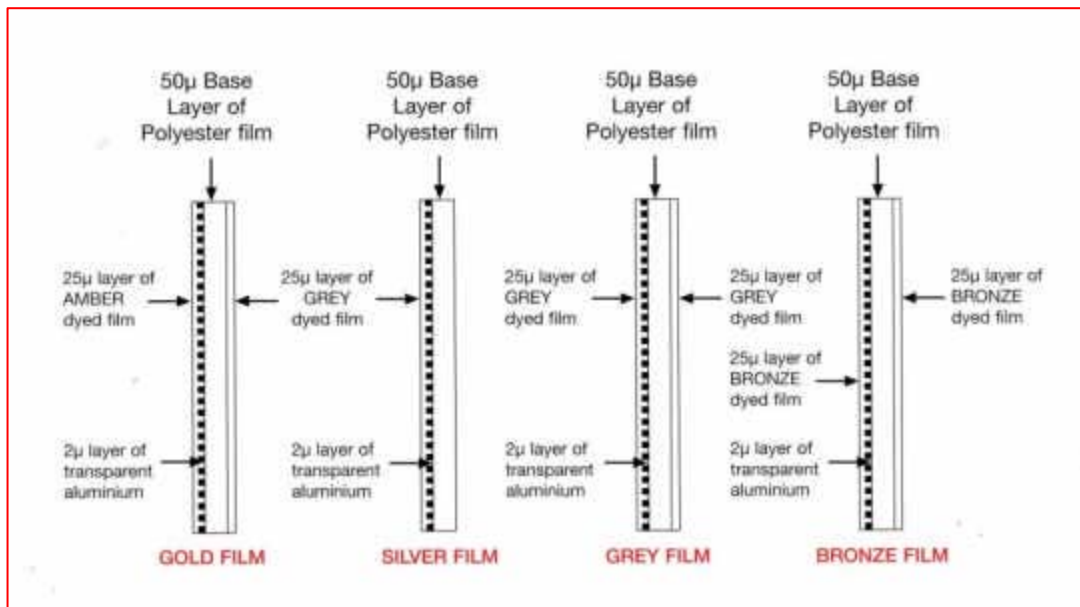 50µ Base
Layer of
Polyester film
50µ Base
Layer of
Polyester film
50µ Base
Layer of
Polyester film
50µ Base
Layer of
Polyester film
25µ layer of
AMBER
dyed film
25µ layer of
GREY
dyed film
25µ layer of
GREY
dyed film
25µ layer of
GREY
dyed film
25µ layer of
BRONZE
dyed film
25µ layer of
BRONZE
dyed film
2µ layer of
transparent
aluminium
2µ layer of
transparent
aluminium
2µ layer of
transparent
aluminium
2µ layer of
transparent
aluminium
GOLD FILM
SILVER FILM
GREY FILM
BRONZE FILM